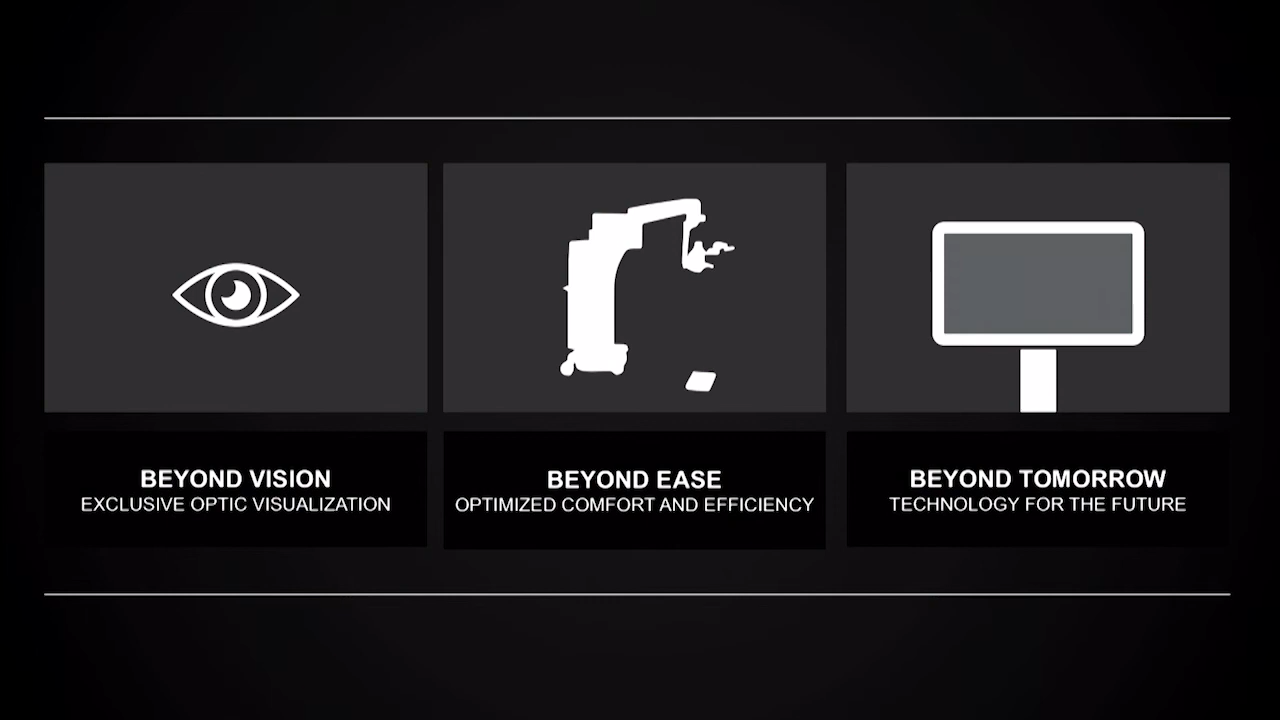 BEYOND VISION
EXCLUSIVE OPTIC VISUALIZATION
BEYOND EASE
OPTIMIZED COMFORT AND EFFICIENCY
BEYOND TOMORROW
TECHNOLOGY FOR THE FUTURE